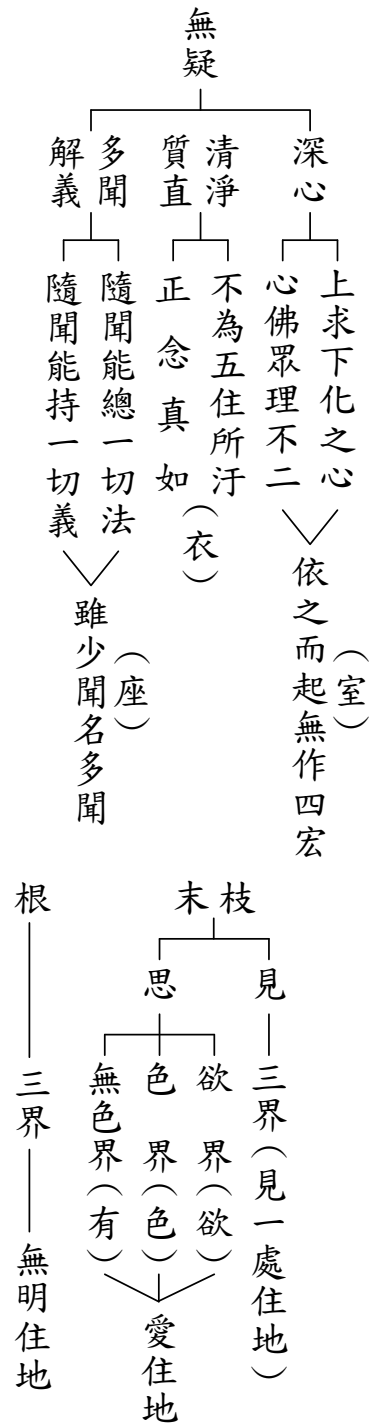 無疑
深心
上求下化之心
心佛眾理不二
依之而起無作四宏
（室）
清淨
質直
不為五住所汙
正念真如
（衣）
多聞
解義
隨聞能總一切法
隨聞能持一切義
雖少聞名多聞
（座）
枝
末
見
三界（見一處住地）
思
欲界（欲）
色界（色）
無色界（有）
愛住地
根
三界
無明住地